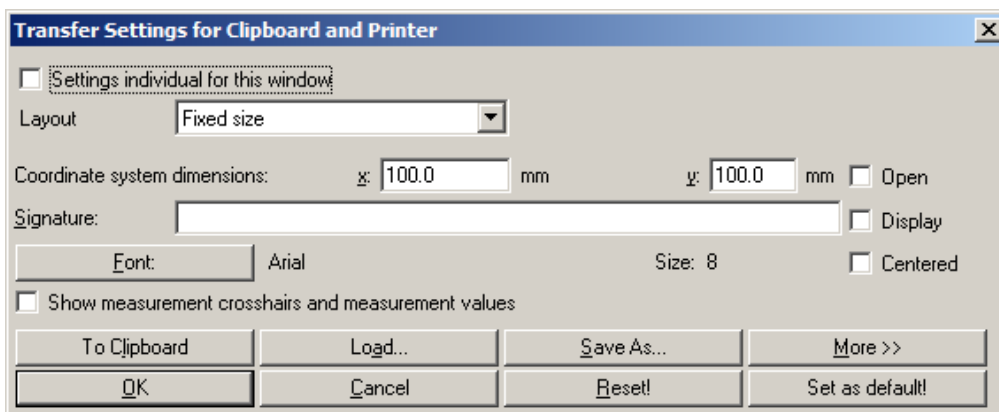 Transfer Settings for Clipboard and Printer
Settings individual for this window
Layout Fixed size
Coordinate system dimensions: x: 100.0 mm y: 100.0 mm Open
Signature: Display
Font: Arial Size: 8 Centered
Show measurement crosshairs and measurement values
To Clipboard Load... Save As... More >>
OK Cancel Reset! Set as default!